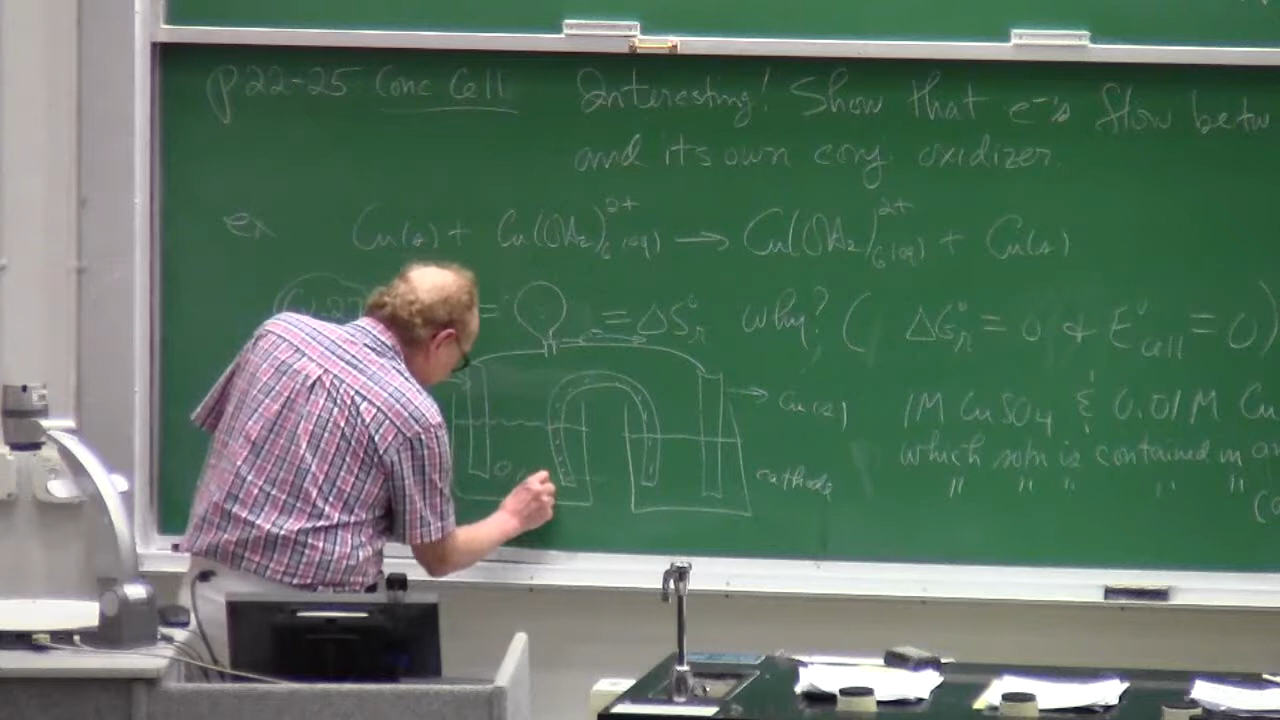 p22-25 Conc Cell Interesting! Show that e⁻'s flow betw
and its own conj oxidizer.
ex Cu(s) + Cu(OH₂)₆²⁺(aq) → Cu(OH₂)₆²⁺(aq) + Cu(s)
= = ΔS°ᵣ why? ( ΔG°ᵣ = 0 & E°cell = 0)
→ Cu(s) 1M CuSO₄ & 0.01M Cu
which soln is contained in
cathode " " " " "
0.